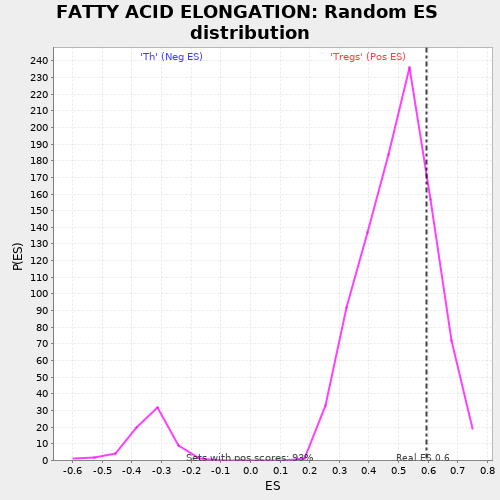 FATTY ACID ELONGATION: Random ES
distribution
'Th' (Neg ES)
'Tregs' (Pos ES)
240
230
220
210
200
190
180
170
160
150
140
130
120
110
100
90
80
70
60
50
40
30
20
10
0
P(ES)
Sets with pos scores: 93%
Real ES 0.6
-0.6 -0.5 -0.4 -0.3 -0.2 -0.1 0.0 0.1 0.2 0.3 0.4 0.5 0.6 0.7 0.8
ES